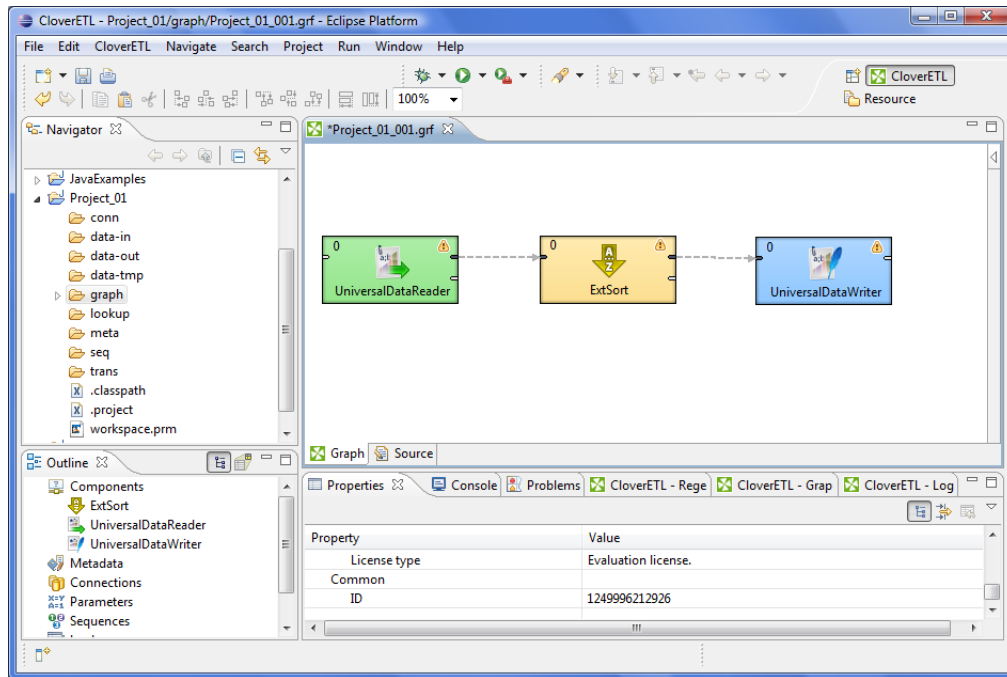 CloverETL - Project_01/graph/Project_01_001.grf - Eclipse Platform
File Edit CloverETL Navigate Search Project Run Window Help
CloverETL
100%
Resource
Navigator
*Project_01_001.grf
JavaExamples
Project_01
conn
data-in
data-out
data-tmp
graph
lookup
meta
seq
trans
.classpath
.project
workspace.prm
0 0 0
UniversalDataReader ExtSort UniversalDataWriter
Graph Source
Outline
Components
ExtSort
UniversalDataReader
UniversalDataWriter
Metadata
Connections
Parameters
Sequences
Properties Console Problems CloverETL - Rege CloverETL - Grap CloverETL - Log
Property Value
License type Evaluation license.
Common
ID 1249996212926